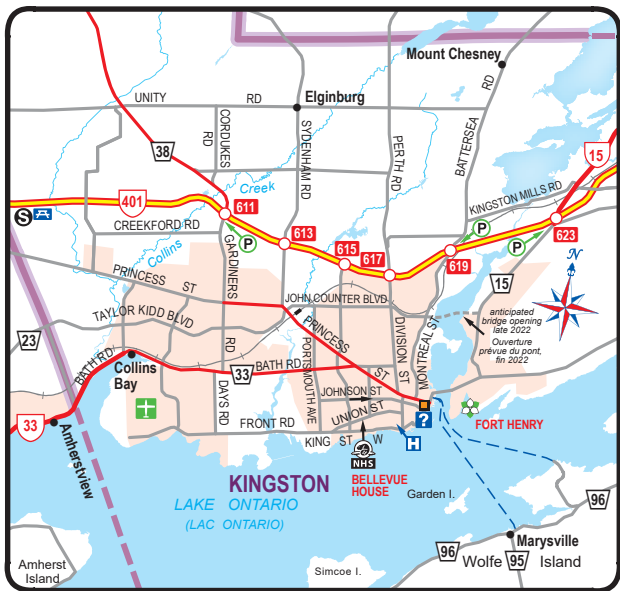 Mount Chesney
UNITY RD
Elginburg
CORDUKES RD
SYDENHAM RD
PERTH RD
BATTERSEA RD
38
15
Creek
KINGSTON MILLS RD
401
611
S
CREEKFORD RD
P
613
615
617
619
P
P
623
N
Collins
GARDINERS RD
PRINCESS ST
JOHN COUNTER BLVD
15
TAYLOR KIDD BLVD
PRINCESS ST
DIVISION ST
MONTREAL ST
anticipated
bridge opening
late 2022
Ouverture
prévue du pont,
fin 2022
23
BATH RD
Collins
Bay
33
BATH RD
PORTSMOUTH AVE
DAYS RD
JOHNSON ST
UNION ST
?
FORT HENRY
33
Amherstview
FRONT RD
KING ST W
H
NHS
BELLEVUE
HOUSE
KINGSTON
LAKE ONTARIO
(LAC ONTARIO)
Garden I.
96
Marysville
96
Wolfe 95 Island
Amherst
Island
Simcoe I.